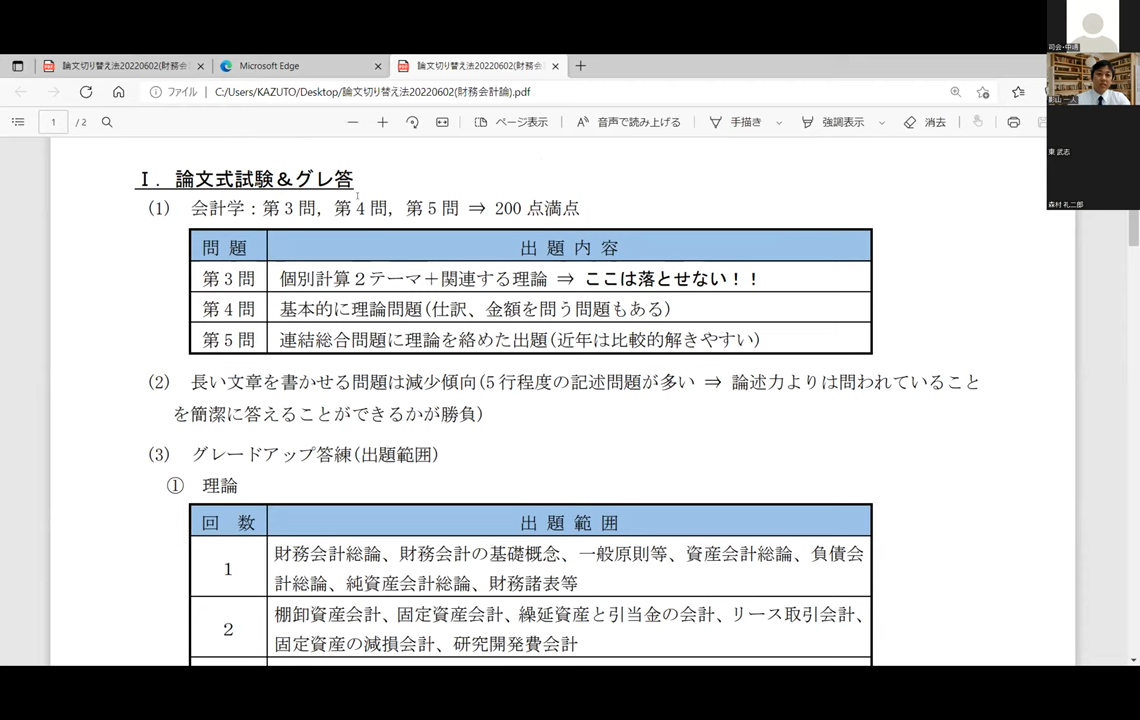 論文切り替え法20220602(財務会
Microsoft Edge
論文切り替え法20220602(財務会
ファイル C:/Users/KAZUTO/Desktop/論文切り替え法20220602(財務会計論).pdf
1 / 2 ページ表示 音声で読み上げる 手描き 強調表示 消去
司会・中道
影山 一人
東 武志
森村 礼二郎
Ⅰ．論文式試験＆グレ答
(1) 会計学：第３問，第４問，第５問 ⇒ 200 点満点
問 題 出 題 内 容
第３問 個別計算２テーマ＋関連する理論 ⇒ ここは落とせない！！
第４問 基本的に理論問題(仕訳、金額を問う問題もある)
第５問 連結総合問題に理論を絡めた出題(近年は比較的解きやすい)
(2) 長い文章を書かせる問題は減少傾向(5 行程度の記述問題が多い ⇒ 論述力よりは問われていること
を簡潔に答えることができるかが勝負)
(3) グレードアップ答練(出題範囲)
① 理論
回 数 出 題 範 囲
1 財務会計総論、財務会計の基礎概念、一般原則等、資産会計総論、負債会
計総論、純資産会計総論、財務諸表等
2 棚卸資産会計、固定資産会計、繰延資産と引当金の会計、リース取引会計、
固定資産の減損会計、研究開発費会計